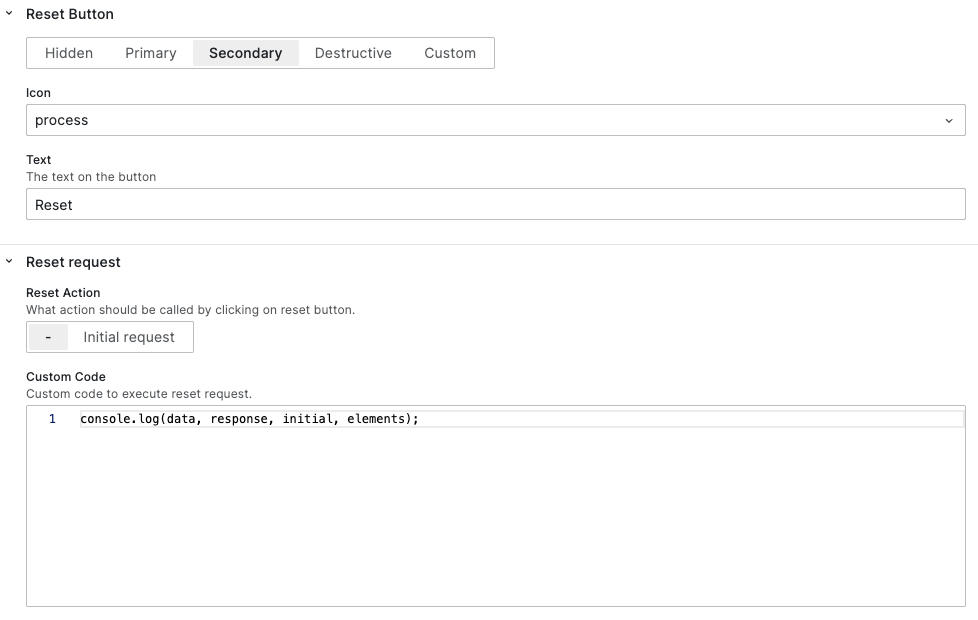 Reset Button
Hidden Primary Secondary Destructive Custom
Icon
process
Text
The text on the button
Reset
Reset request
Reset Action
What action should be called by clicking on reset button.
- Initial request
Custom Code
Custom code to execute reset request.
1 console.log(data, response, initial, elements);